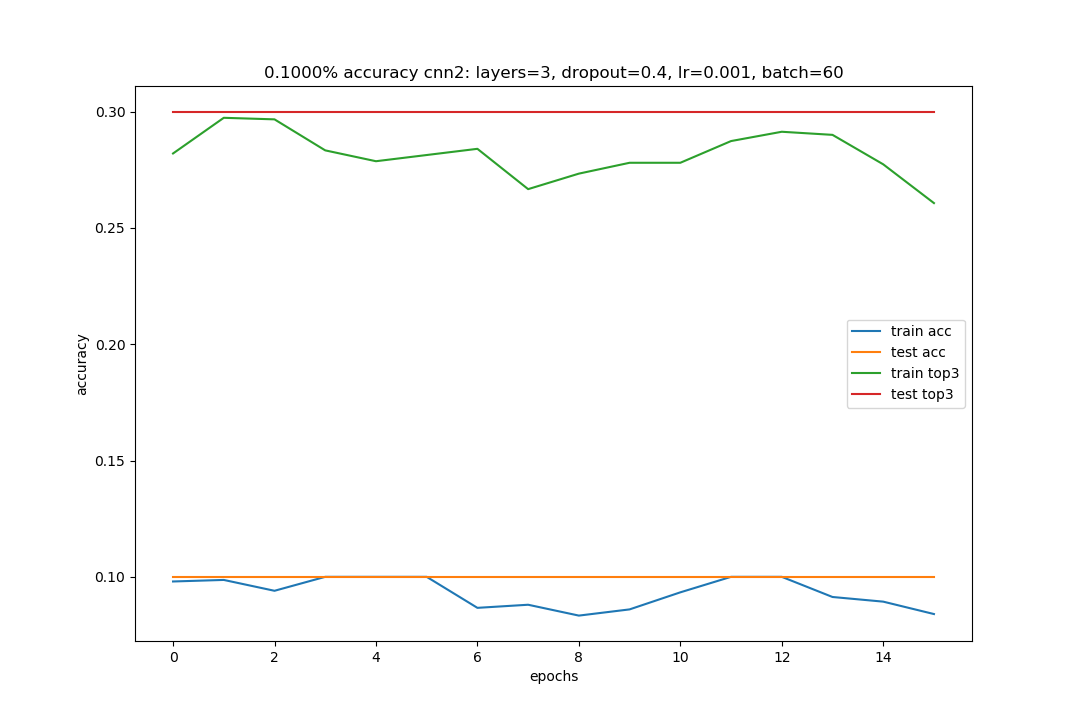 0.1000% accuracy cnn2: layers=3, dropout=0.4, lr=0.001, batch=60
0.30
0.25
0.20
0.15
0.10
accuracy
train acc
test acc
train top3
test top3
0 2 4 6 8 10 12 14
epochs